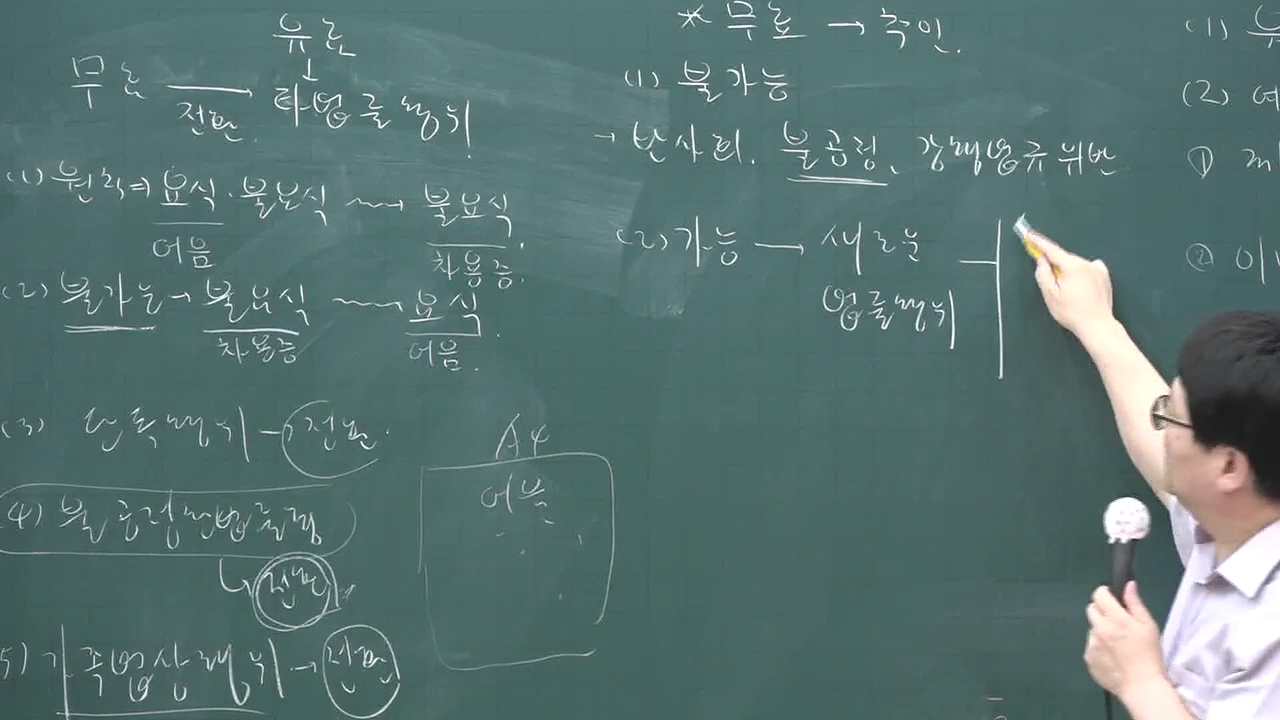 유효
↓
무효 → 타법률행위
전환
(1) 원칙⇒ 요식·불요식 ~→ 불요식
어음 차용증.
(2) 불가능→ 불요식 ~→ 요식
차용증 어음.
(3) 단독행위 → 전환.
(4) 불공정한법률행
↳ 전환
5) 가족법상행위 → 전환
A4
어음
* 무효 → 추인.
(1) 불가능
→ 반사회. 불공정. 강행법규위반
(2) 가능 → 새로운
법률행위
(1)
(2)
①
②